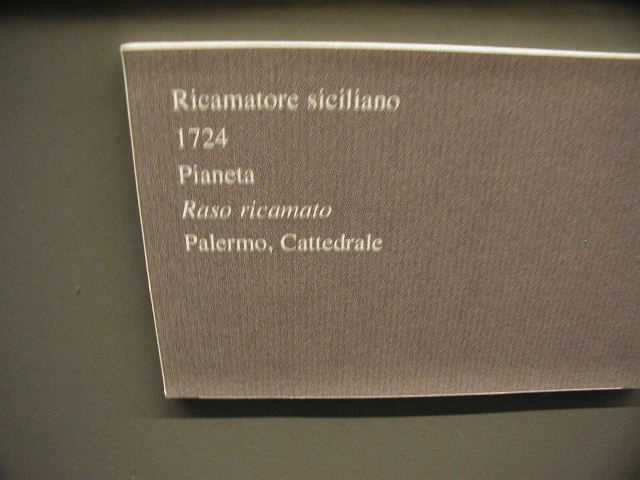 Ricamatore siciliano
1724
Pianeta
Raso ricamato
Palermo, Cattedrale